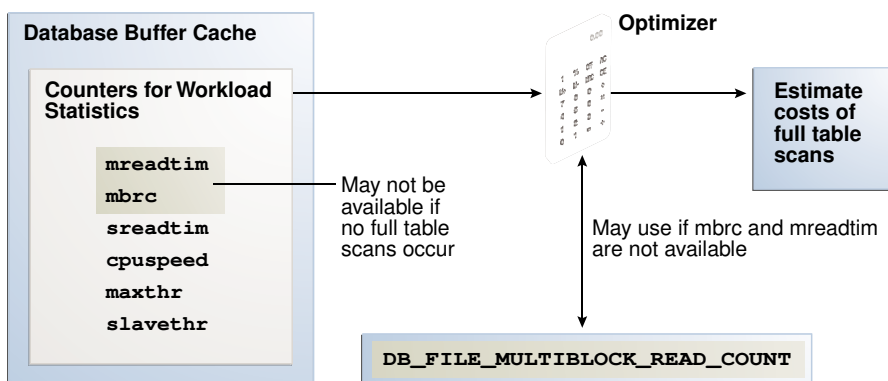 Database Buffer Cache
Counters for Workload
Statistics
mreadtim
mbrc
sreadtim
cpuspeed
maxthr
slavethr
May not be
available if
no full table
scans occur
Optimizer
0.00
Estimate
costs of
full table
scans
May use if mbrc and mreadtim
are not available
DB_FILE_MULTIBLOCK_READ_COUNT